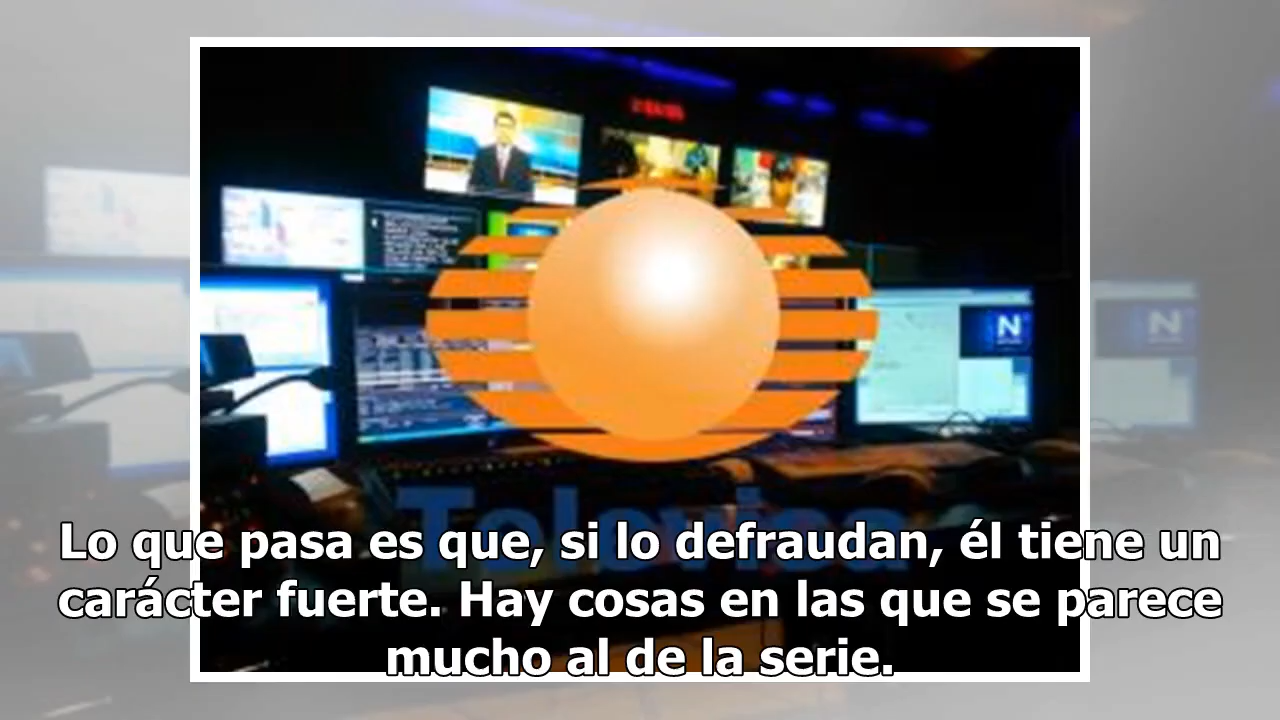 N
Televisa
Lo que pasa es que, si lo defraudan, él tiene un
carácter fuerte. Hay cosas en las que se parece
mucho al de la serie.